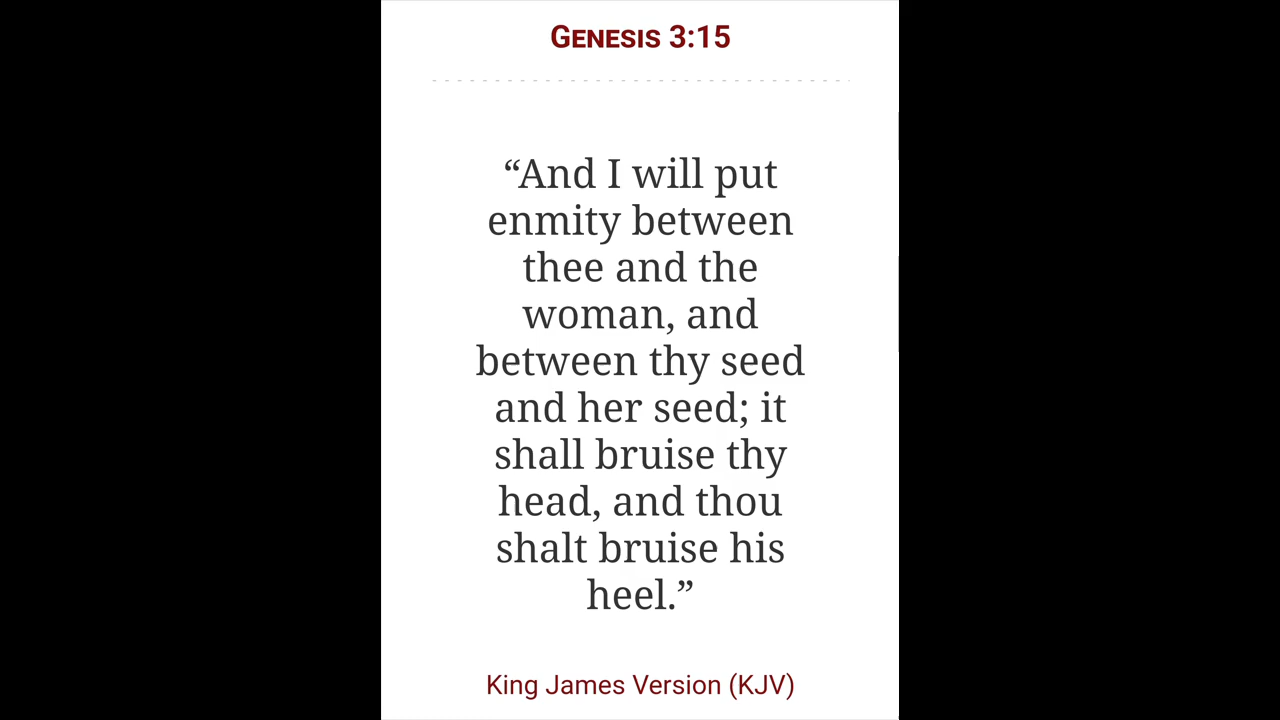 Genesis 3:15
“And I will put
enmity between
thee and the
woman, and
between thy seed
and her seed; it
shall bruise thy
head, and thou
shalt bruise his
heel.”
King James Version (KJV)